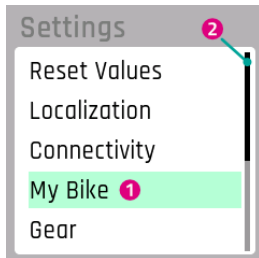 Settings
2
Reset Values
Localization
Connectivity
My Bike 1
Gear